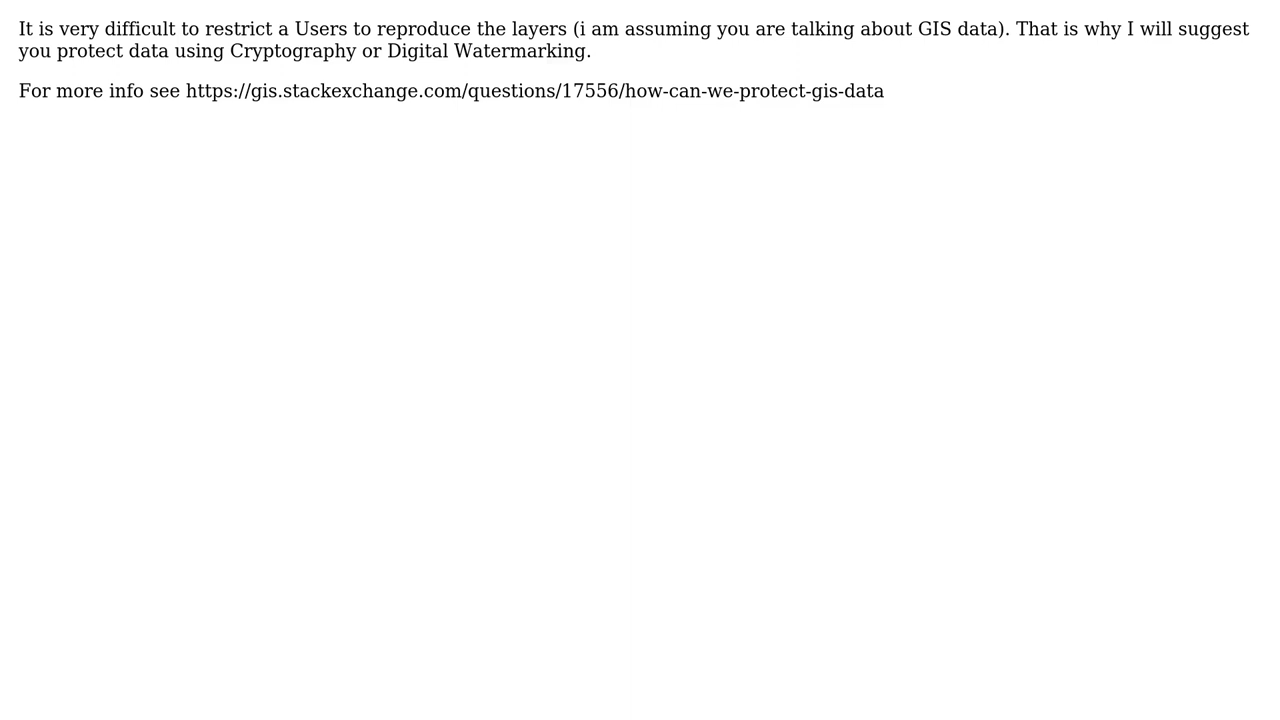 It is very difficult to restrict a Users to reproduce the layers (i am assuming you are talking about GIS data). That is why I will suggest
you protect data using Cryptography or Digital Watermarking.
For more info see https://gis.stackexchange.com/questions/17556/how-can-we-protect-gis-data